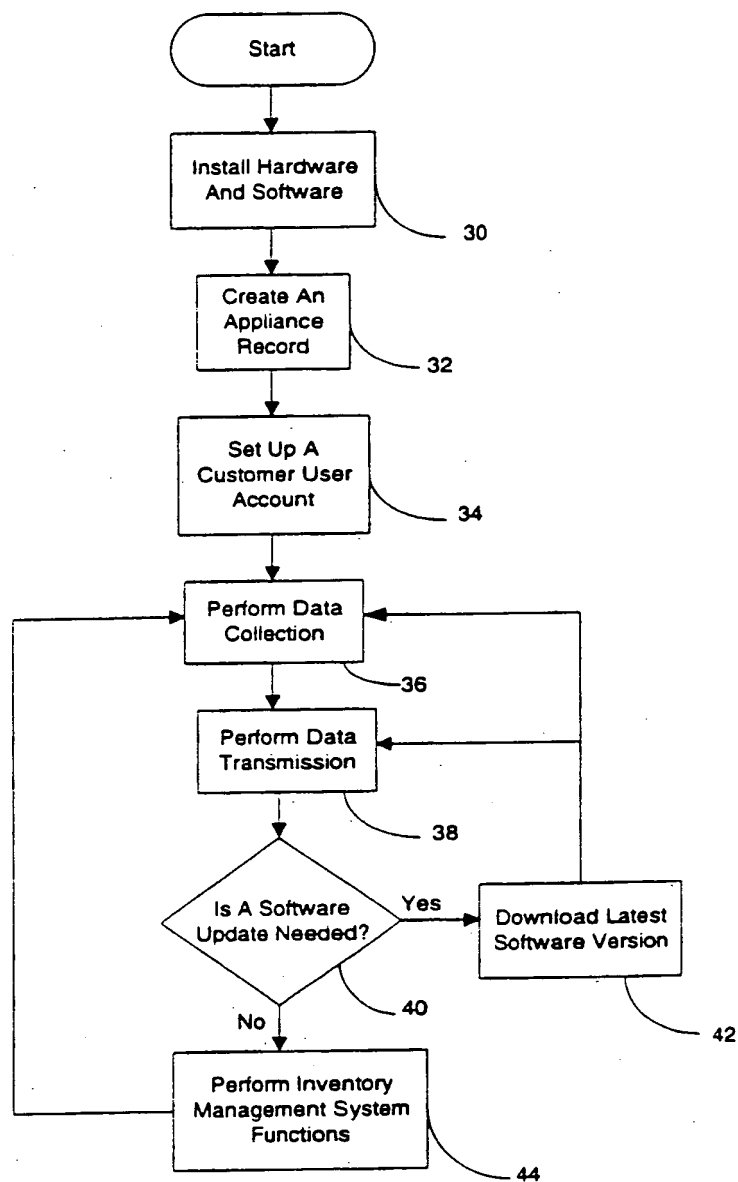 Start
Install Hardware
And Software
30
Create An
Appliance
Record
32
Set Up A
Customer User
Account
34
Perform Data
Collection
36
Perform Data
Transmission
38
Is A Software
Update Needed?
Yes
40
No
Download Latest
Software Version
42
Perform Inventory
Management System
Functions
44